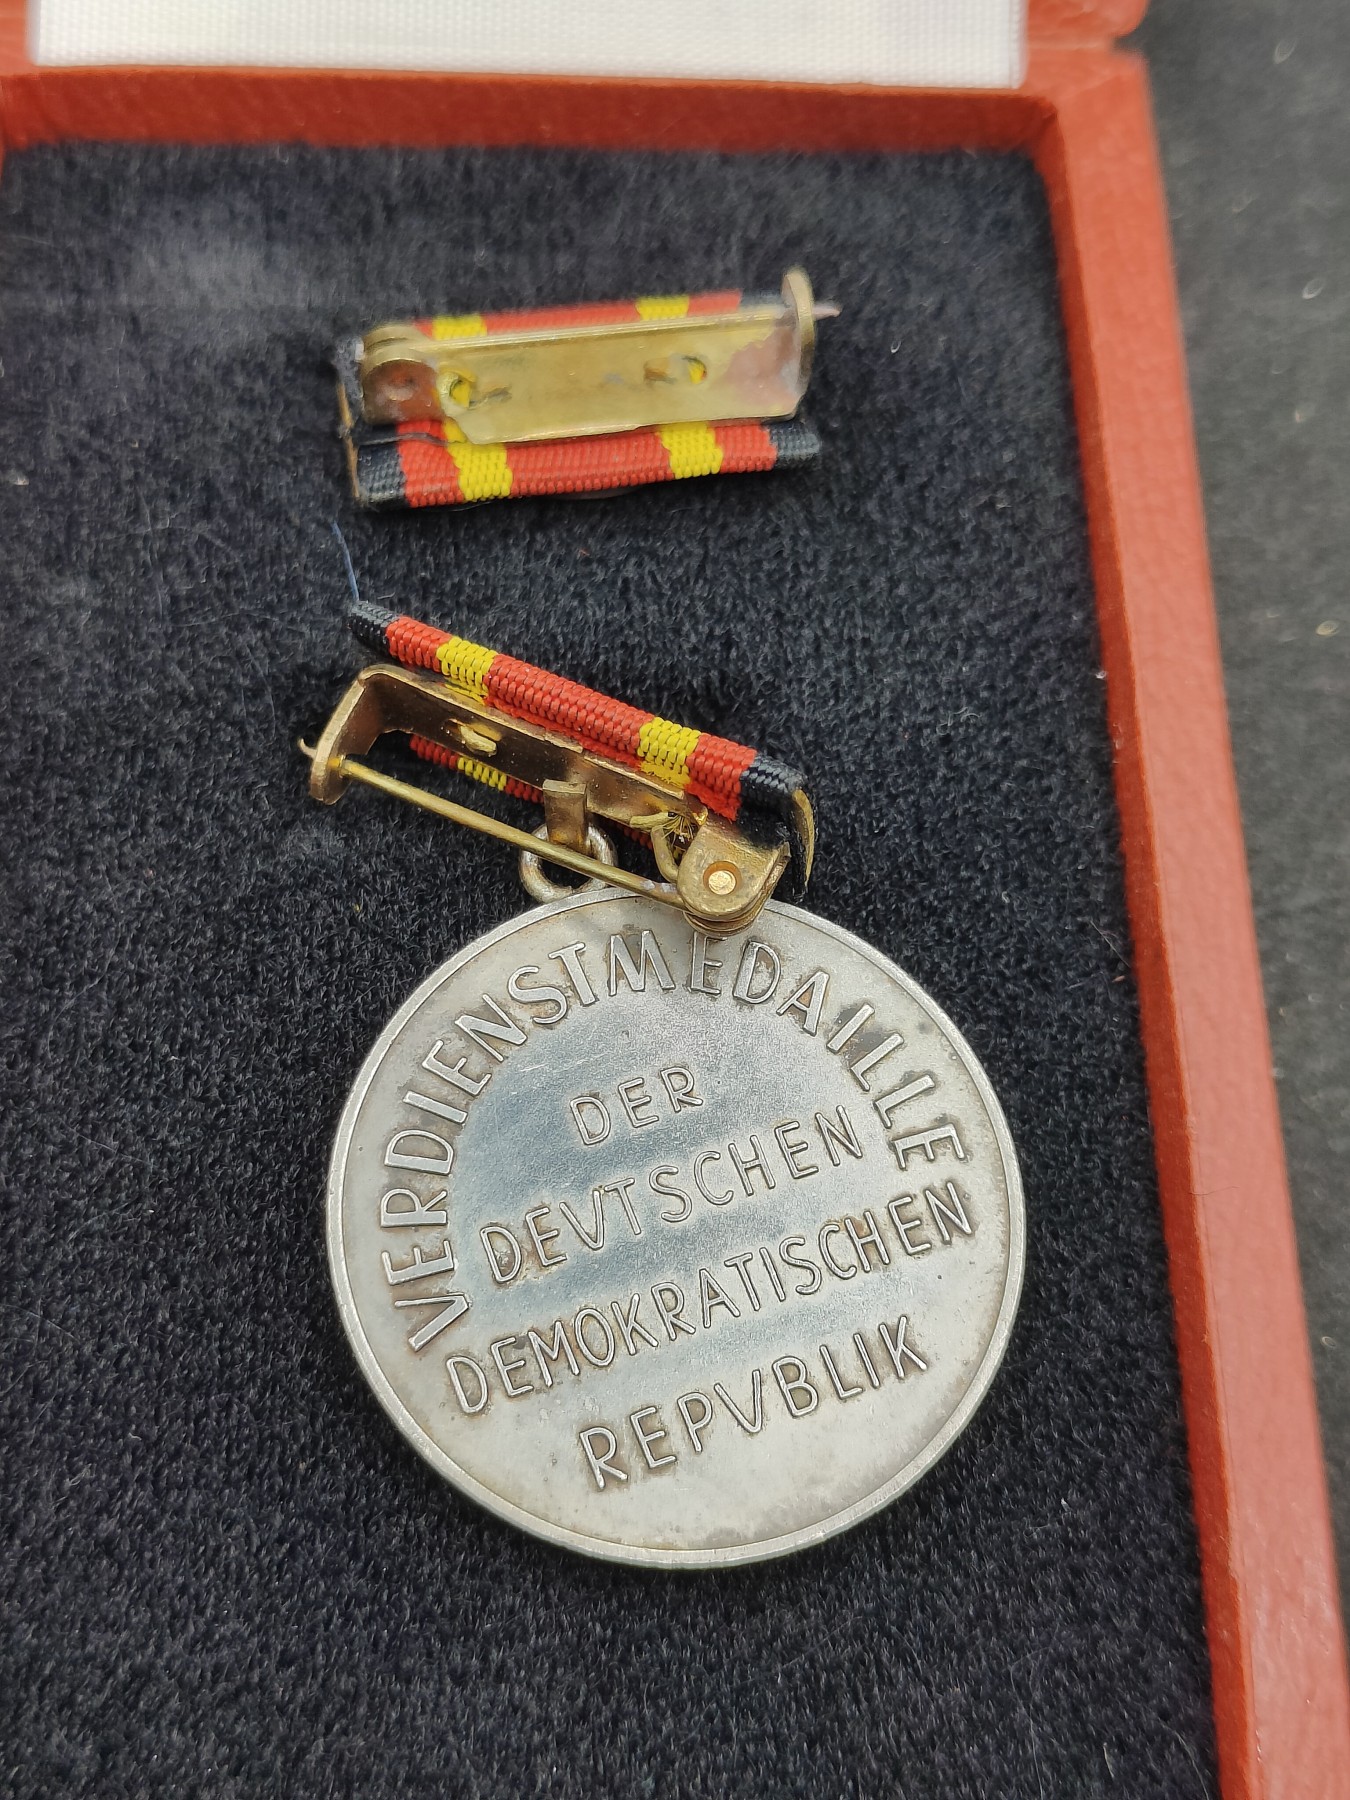 VERDIENSTMEDAILLE
DER
DEVTSCHEN
DEMOKRATISCHEN
REPVBLIK